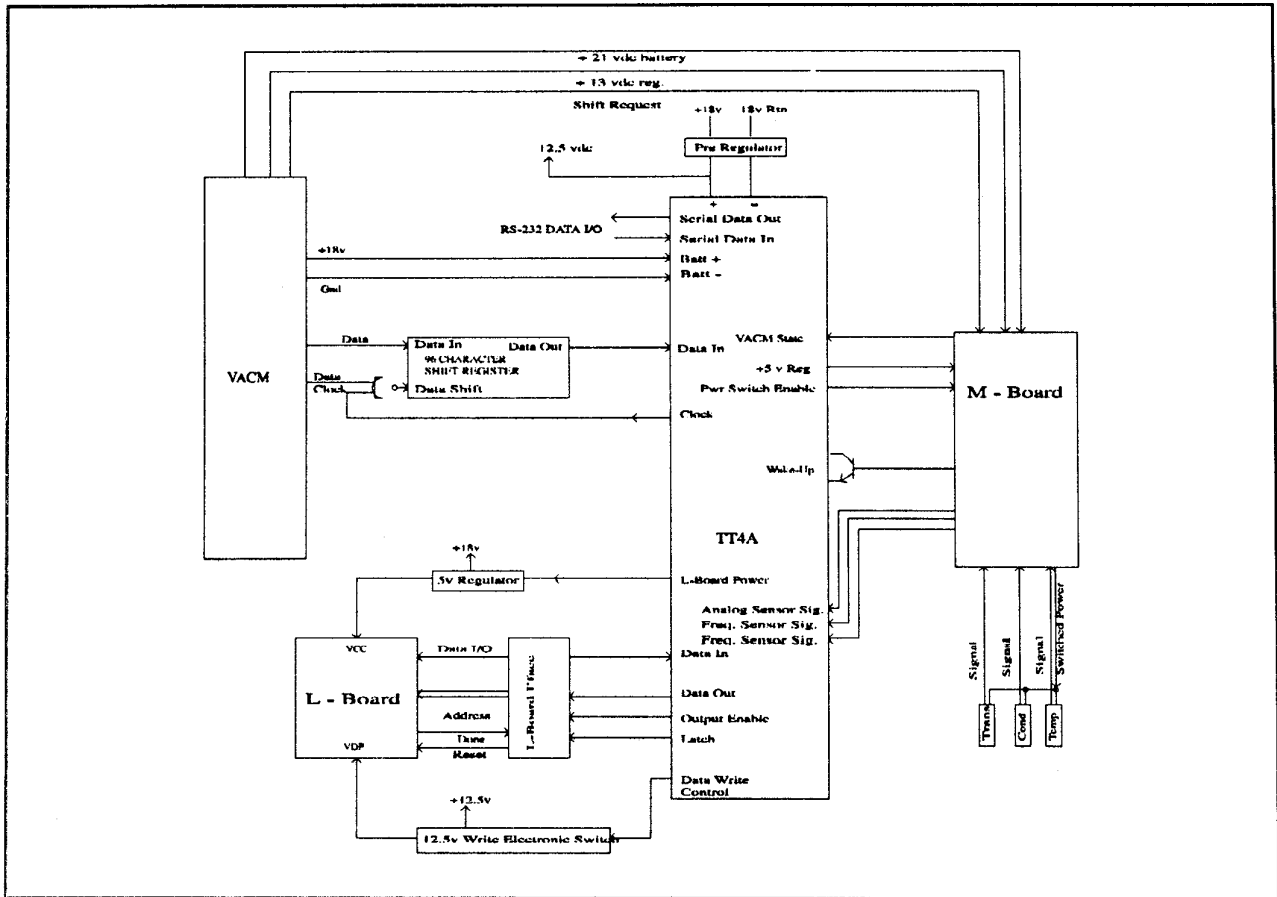 + 21 vdc battery
+ 13 vdc reg.
Shift Request
+18v
18v Rtn
Pre Regulator
12.5 vdc
+ -
Serial Data Out
RS-232 DATA I/O
Serial Data In
+18v
Batt +
Batt -
Gnd
VACM State
Data
Data In
Data Out
Data In
96 CHARACTER
SHIFT REGISTER
+5 v Reg
VACM
Data
Clock
Data Shift
Pwr Switch Enable
M - Board
Clock
Wake-Up
TT4A
+18v
5v Regulator
L-Board Power
Analog Sensor Sig.
Freq. Sensor Sig.
Freq. Sensor Sig.
VCC
Data I/O
Data In
L - Board
L-Board I'face
Data Out
Address
Output Enable
Done
Latch
VDP
Reset
Signal
Signal
Signal
Switched Power
Trans
Cond
Temp
Data Write
Control
+12.5v
12.5v Write Electronic Switch